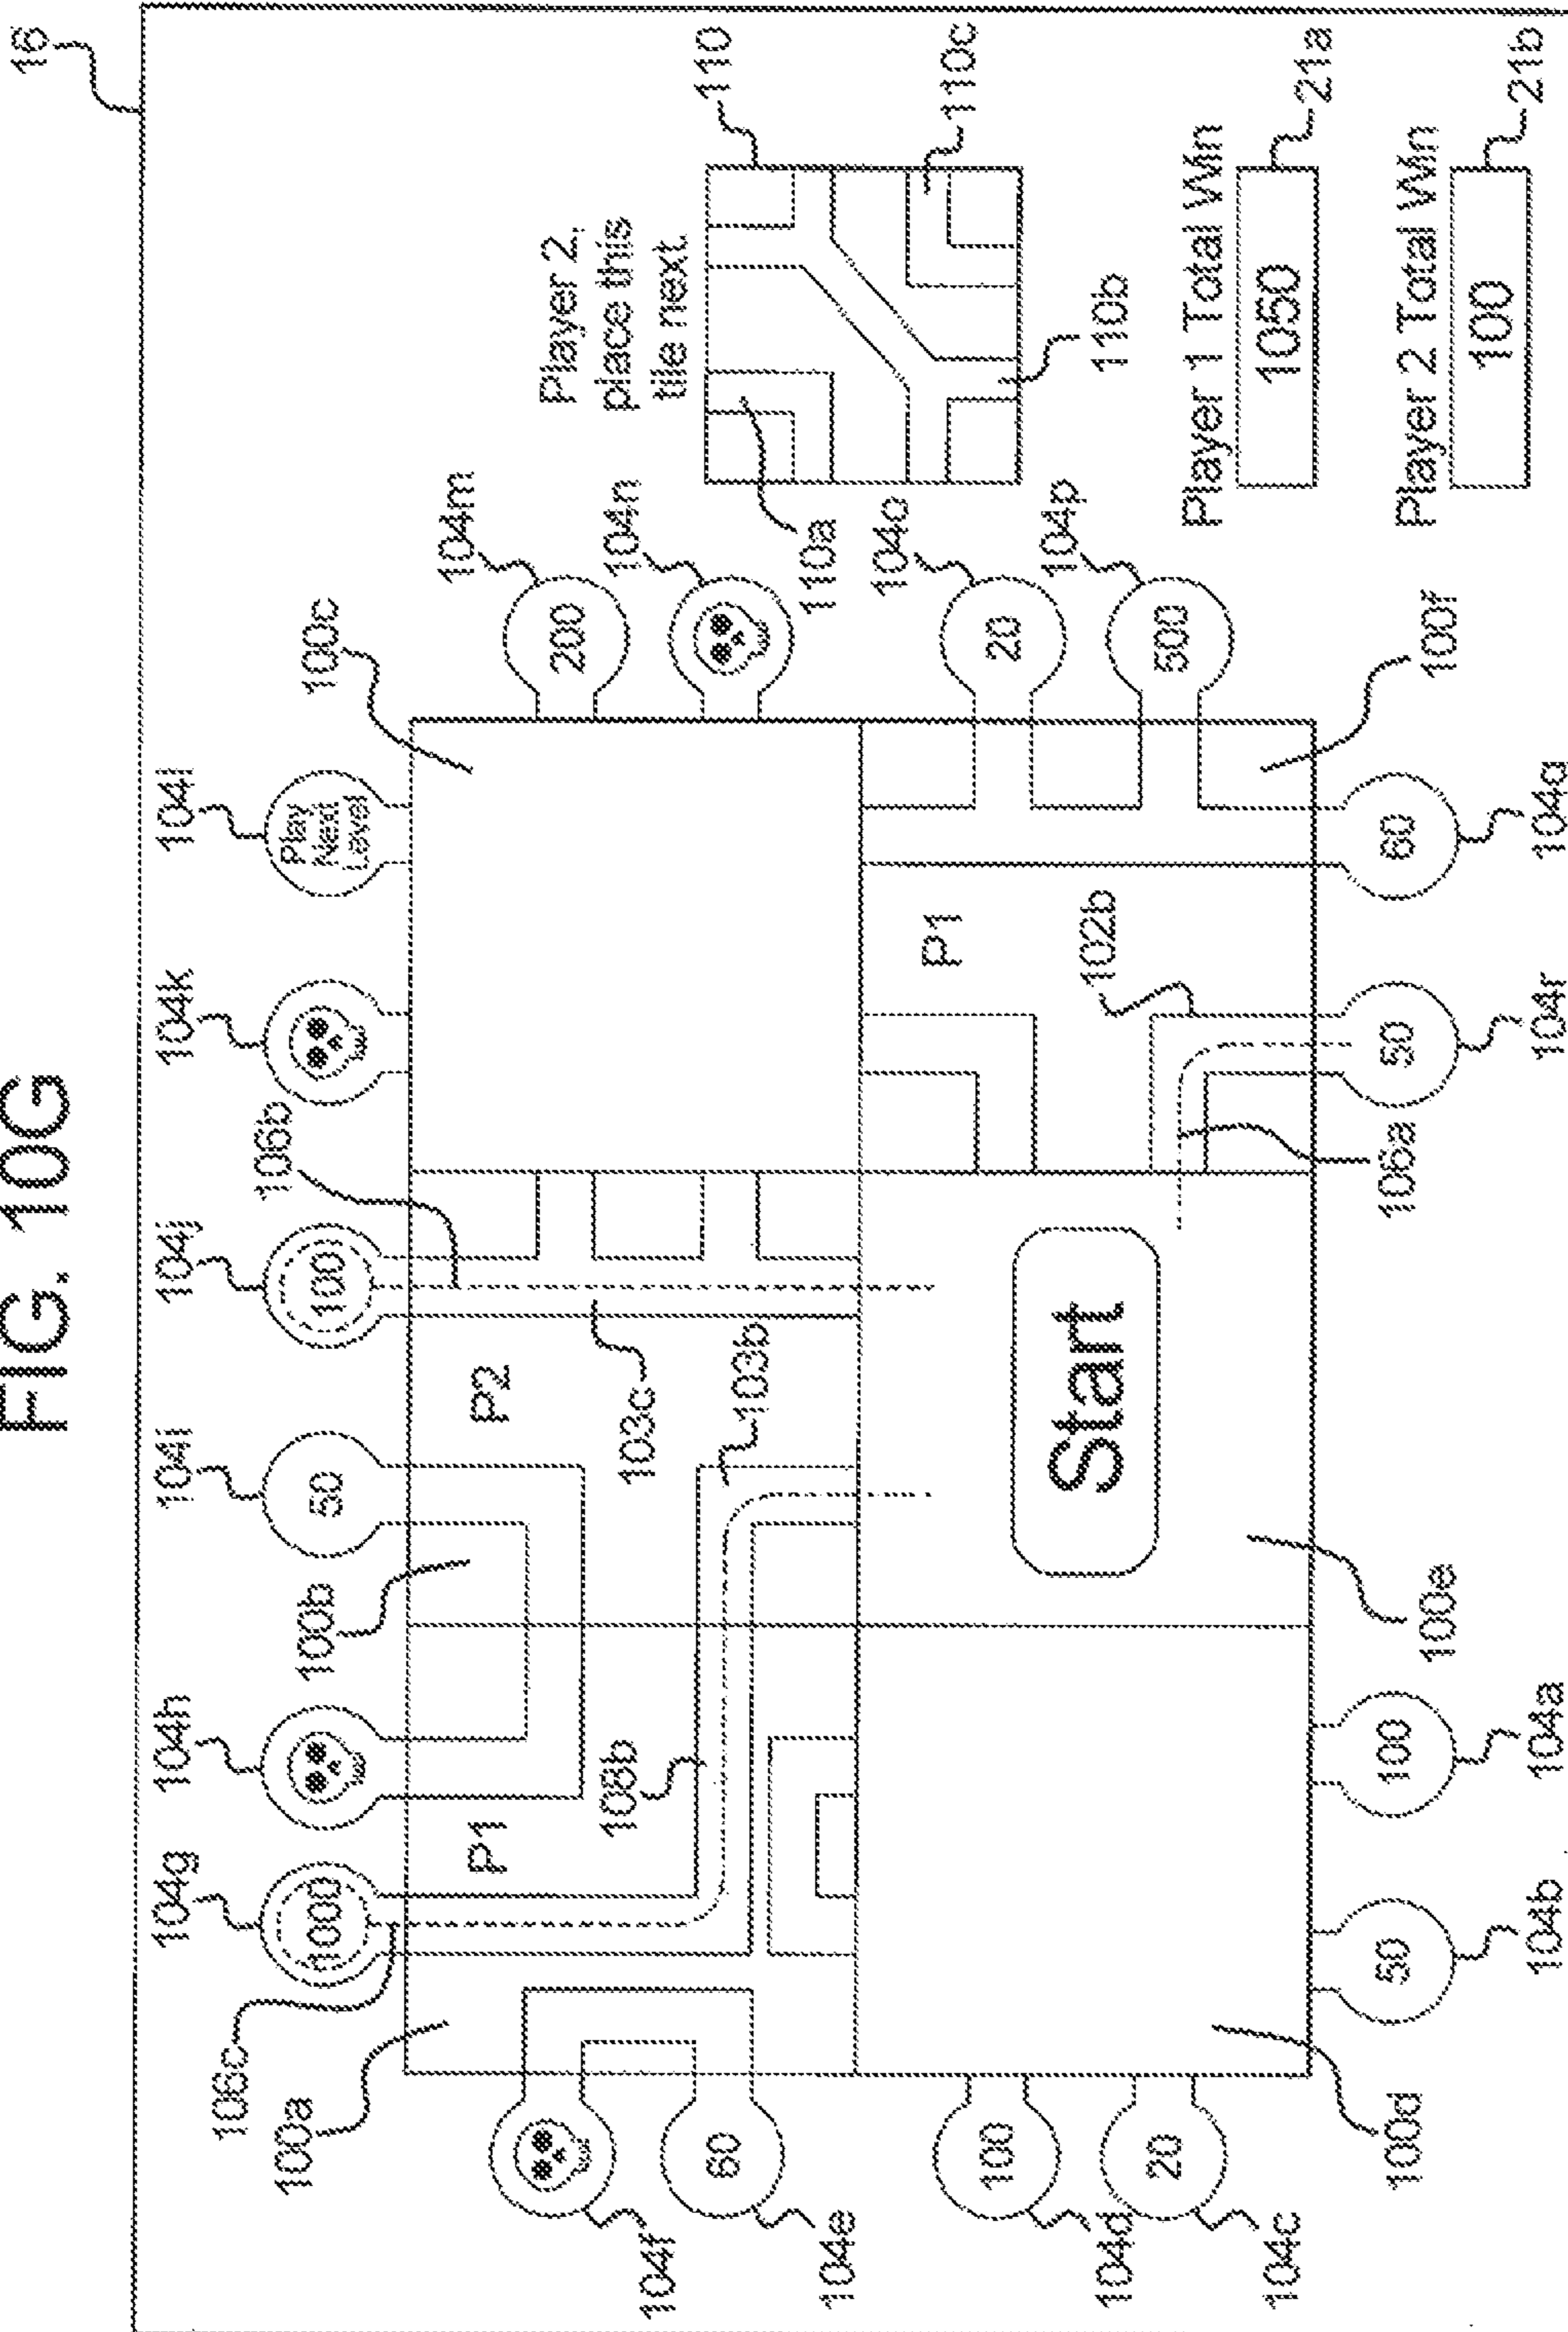 FIG. 10G
16
104g
104h
104i
104j
104k
104l
1000
50
100
Play
Next
Level
106c
100a
100b
106b
100c
P1
P2
104f
104m
200
60
104e
108b
103c
103b
104n
Player 2,
place this
tile next.
110
110a
110b
110c
100
104d
20
104c
Start
P1
102b
20
104o
500
104p
106a
100d
50
104b
100
104a
100e
50
104r
60
104q
100f
Player 1 Total Win
1050
21a
Player 2 Total Win
100
21b